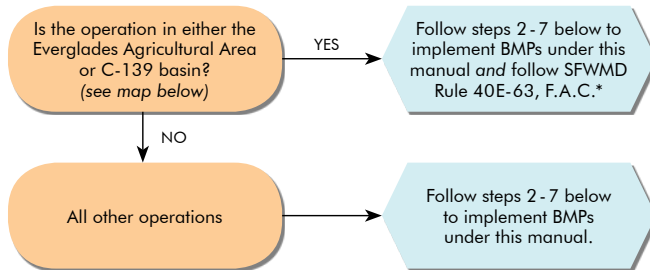 Is the operation in either the
Everglades Agricultural Area
or C-139 basin?
(see map below)
YES
Follow steps 2 - 7 below to
implement BMPs under this
manual and follow SFWMD
Rule 40E-63, F.A.C.*
NO
All other operations
Follow steps 2 - 7 below
to implement BMPs
under this manual.